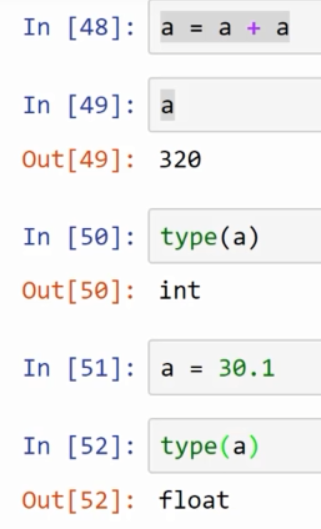 In [48]: a = a + a
In [49]: a
Out[49]: 320
In [50]: type(a)
Out[50]: int
In [51]: a = 30.1
In [52]: type(a)
Out[52]: float